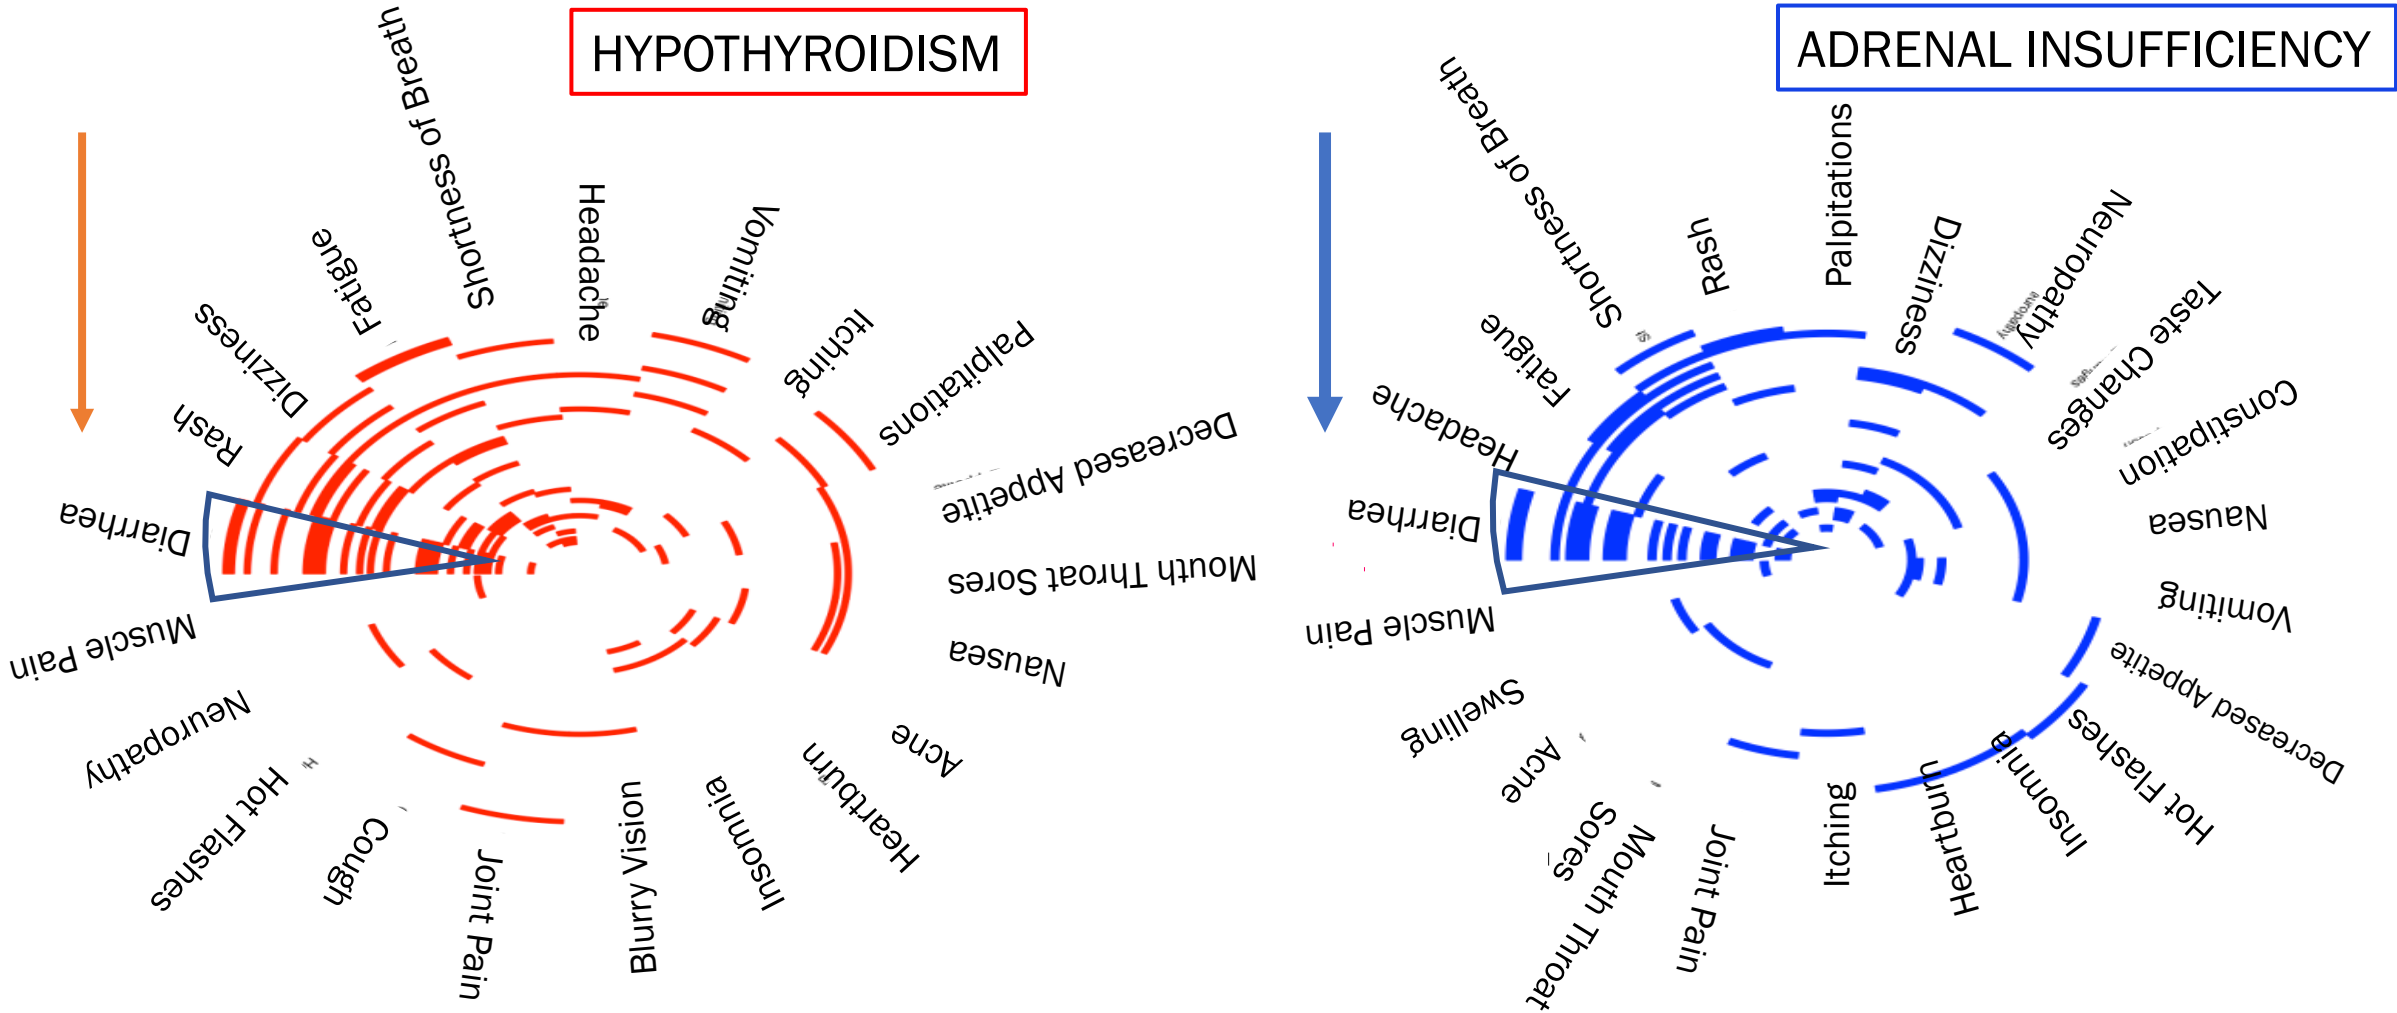 HYPOTHYROIDISM
Diarrhea
Rash
Dizziness
Fatigue
Shortness of Breath
Headache
Vomiting
Itching
Palpitations
Decreased Appetite
Mouth Throat Sores
Nausea
Acne
Heartburn
Insomnia
Blurry Vision
Joint Pain
Cough
Hot Flashes
Neuropathy
Muscle Pain
ADRENAL INSUFFICIENCY
Diarrhea
Headache
Fatigue
Shortness of Breath
Rash
Palpitations
Dizziness
Neuropathy
Taste Changes
Constipation
Nausea
Vomiting
Decreased Appetite
Hot Flashes
Insomnia
Heartburn
Itching
Joint Pain
Mouth Throat
Sores
Acne
Swelling
Muscle Pain